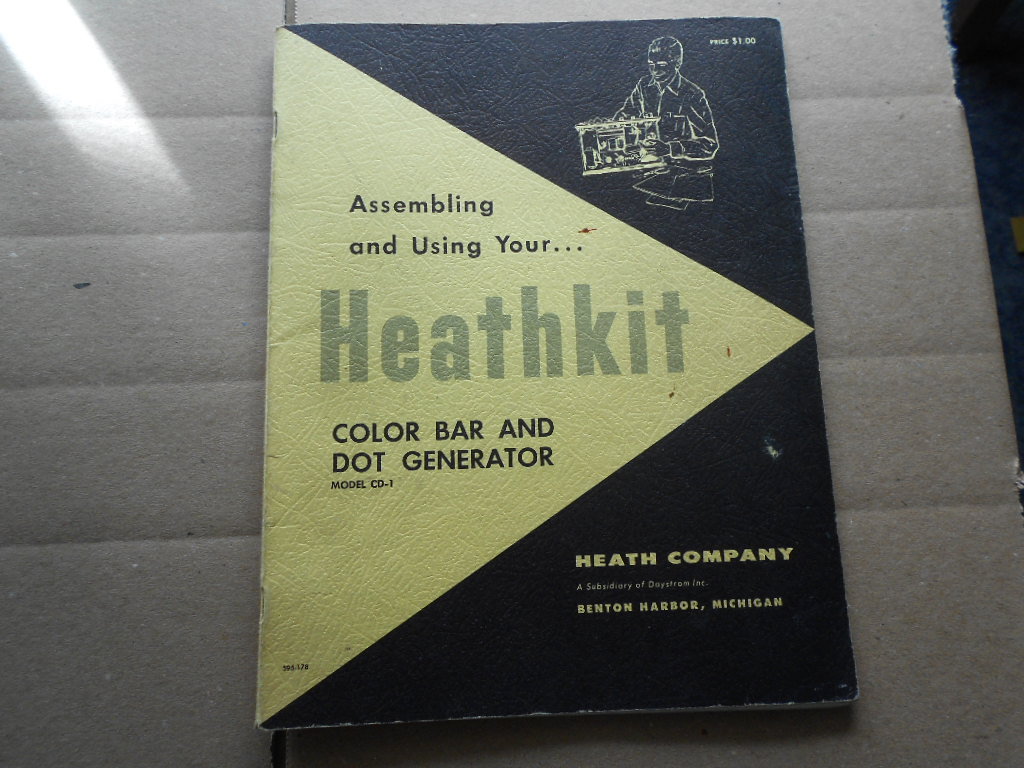 PRICE $1.00
Assembling
and Using Your...
Heathkit
COLOR BAR AND
DOT GENERATOR
MODEL CD-1
HEATH COMPANY
A Subsidiary of Daystrom Inc.
BENTON HARBOR, MICHIGAN
595-178